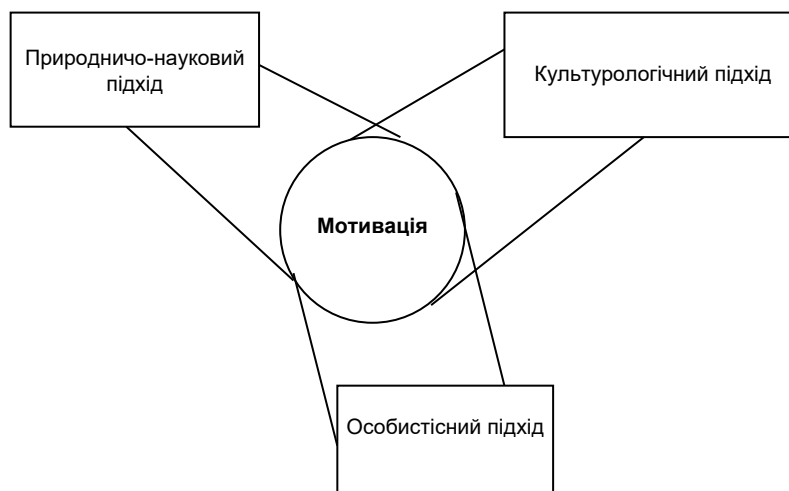 Природничо-науковий
підхід
Культурологічний підхід
Мотивація
Особистісний підхід